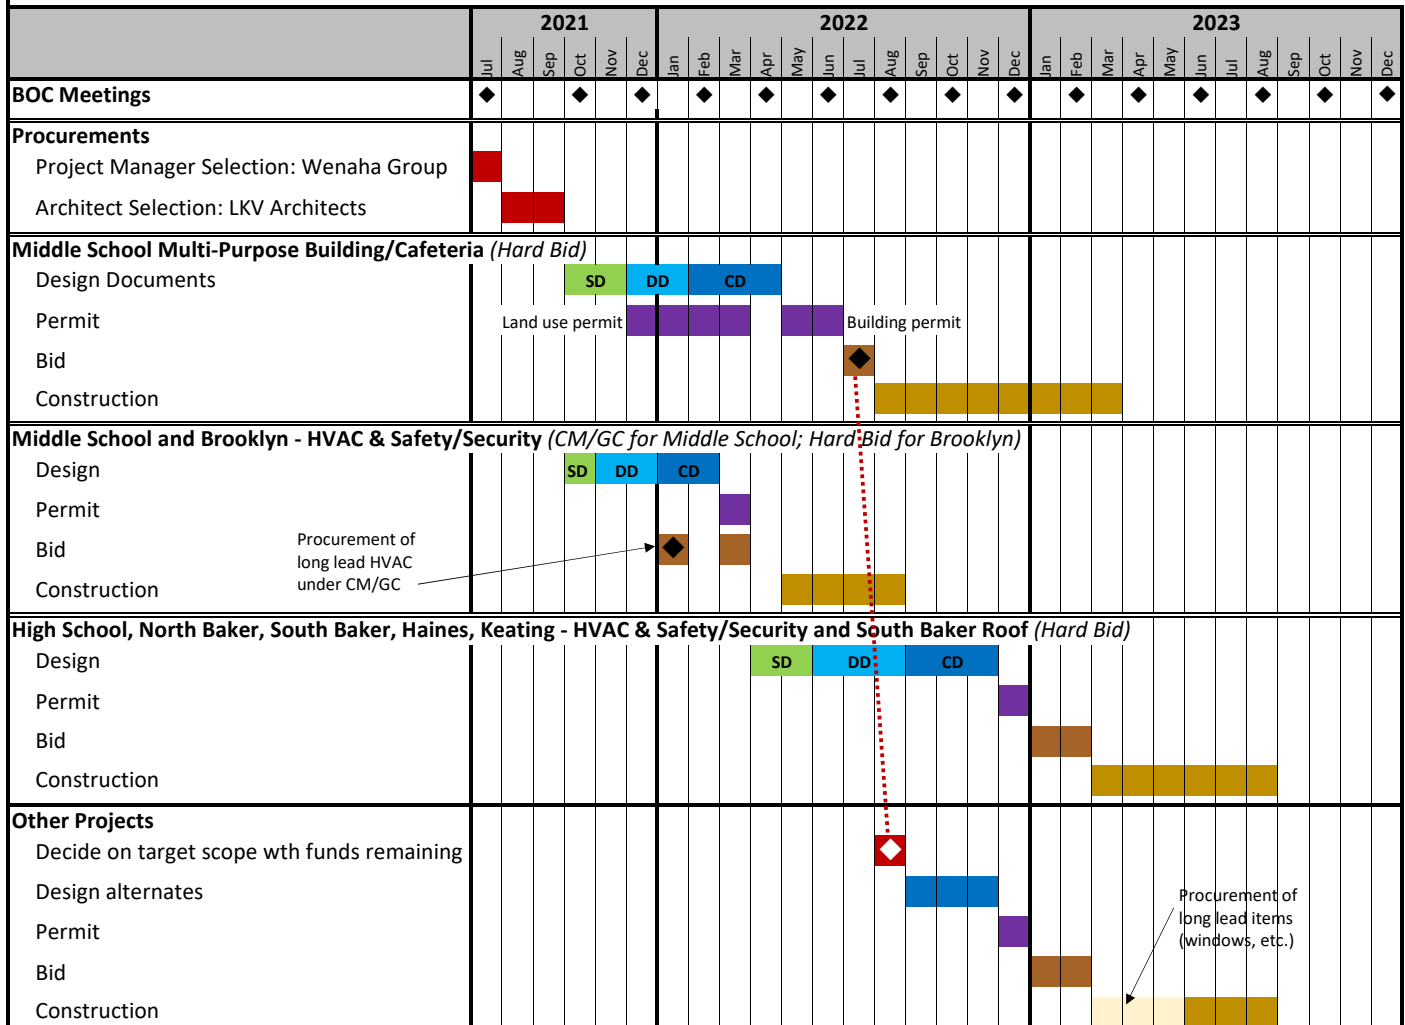 2021 2022 2023
Jul Aug Sep Oct Nov Dec Jan Feb Mar Apr May Jun Jul Aug Sep Oct Nov Dec Jan Feb Mar Apr May Jun Jul Aug Sep Oct Nov Dec
BOC Meetings
Procurements
Project Manager Selection: Wenaha Group
Architect Selection: LKV Architects
Middle School Multi-Purpose Building/Cafeteria (Hard Bid)
Design Documents SD DD CD
Permit Land use permit Building permit
Bid
Construction
Middle School and Brooklyn - HVAC & Safety/Security (CM/GC for Middle School; Hard Bid for Brooklyn)
Design SD DD CD
Permit
Bid
Procurement of
long lead HVAC
under CM/GC
Construction
High School, North Baker, South Baker, Haines, Keating - HVAC & Safety/Security and South Baker Roof (Hard Bid)
Design SD DD CD
Permit
Bid
Construction
Other Projects
Decide on target scope wth funds remaining
Design alternates
Permit
Procurement of
long lead items
(windows, etc.)
Bid
Construction